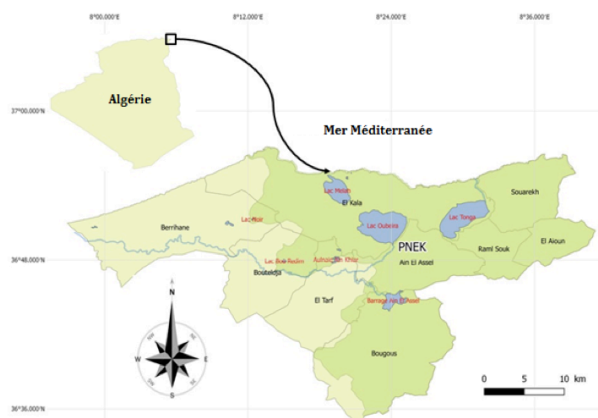 8°00.000'E 8°12.000'E 8°24.000'E 8°36.000'E
Algérie
37°00.000'N
Mer Méditerranée
Lac Mellah
El Kala
Souarekh
Lac Tonga
Lac Oubeira
Berrihane
PNEK
Raml Souk
El Aioun
Ain El Assel
36°48.000'N
Bouteldja
El Tarf
Bougous
N
W E
S
0 5 10 km
36°36.000'N